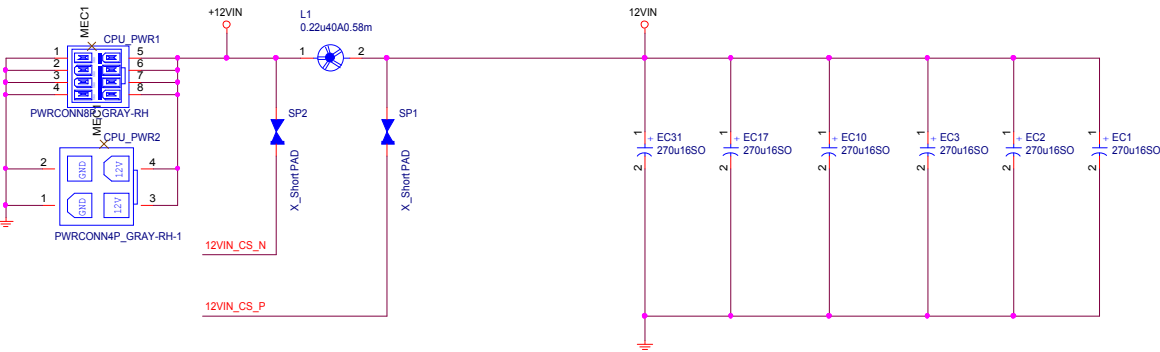 MEC1
CPU_PWR1
1
2
3
4
5
6
7
8
PWRCONN8P_GRAY-RH
MEC1
CPU_PWR2
2
1
4
3
GND
12V
GND
12V
PWRCONN4P_GRAY-RH-1
+12VIN
L1
0.22u40A0.58m
1
2
SP2
X_Short PAD
SP1
X_Short PAD
12VIN_CS_N
12VIN_CS_P
12VIN
1
+
EC31
270u16SO
2
1
+
EC17
270u16SO
2
1
+
EC10
270u16SO
2
1
+
EC3
270u16SO
2
1
+
EC2
270u16SO
2
1
+
EC1
270u16SO
2